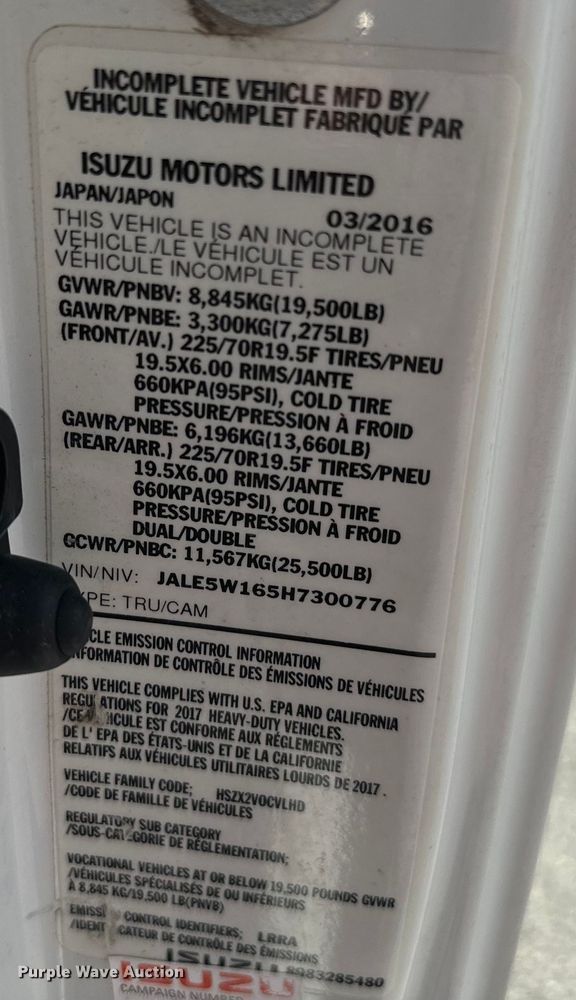 INCOMPLETE VEHICLE MFD BY/
VÉHICULE INCOMPLET FABRIQUÉ PAR
ISUZU MOTORS LIMITED
JAPAN/JAPON 03/2016
THIS VEHICLE IS AN INCOMPLETE
VEHICLE./LE VÉHICULE EST UN
VÉHICULE INCOMPLET.
GVWR/PNBV: 8,845KG(19,500LB)
GAWR/PNBE: 3,300KG(7,275LB)
(FRONT/AV.) 225/70R19.5F TIRES/PNEU
19.5X6.00 RIMS/JANTE
660KPA(95PSI), COLD TIRE
PRESSURE/PRESSION À FROID
GAWR/PNBE: 6,196KG(13,660LB)
(REAR/ARR.) 225/70R19.5F TIRES/PNEU
19.5X6.00 RIMS/JANTE
660KPA(95PSI), COLD TIRE
PRESSURE/PRESSION À FROID
DUAL/DOUBLE
GCWR/PNBC: 11,567KG(25,500LB)
VIN/NIV: JALE5W165H7300776
TRU/CAM
EMISSION CONTROL INFORMATION
DE CONTRÔLE DES ÉMISSIONS DE VÉHICULES
THIS VEHICLE COMPLIES WITH U.S. EPA AND CALIFORNIA
REGULATIONS FOR 2017 HEAVY-DUTY VEHICLES.
EST CONFORME AUX RÉGLEMENTS
DE L' EPA DES ÉTATS-UNIS ET DE LA CALIFORNIE
RELATIFS AUX VÉHICULES UTILITAIRES LOURDS DE 2017 .
VEHICLE FAMILY CODE; HSZX2VOCVLHD
/CODE DE FAMILLE DE VÉHICULES
REGULATORY SUB CATEGORY
/SOUS-CATÉGORIE DE RÉGLEMENTATION;
VOCATIONAL VEHICLES AT OR BELOW 19,500 POUNDS GVWR
/VÉHICULES SPÉCIALISÉS DE OU INFÉRIEURS
À 8,845 KG/19,500 LB(PNVB)
CONTROL IDENTIFIERS; LRRA
DE CONTRÔLE DES ÉMISSIONS
ISUZU 8983285480
ISUZU
CAMPAIGN NUMBER
Purple Wave Auction